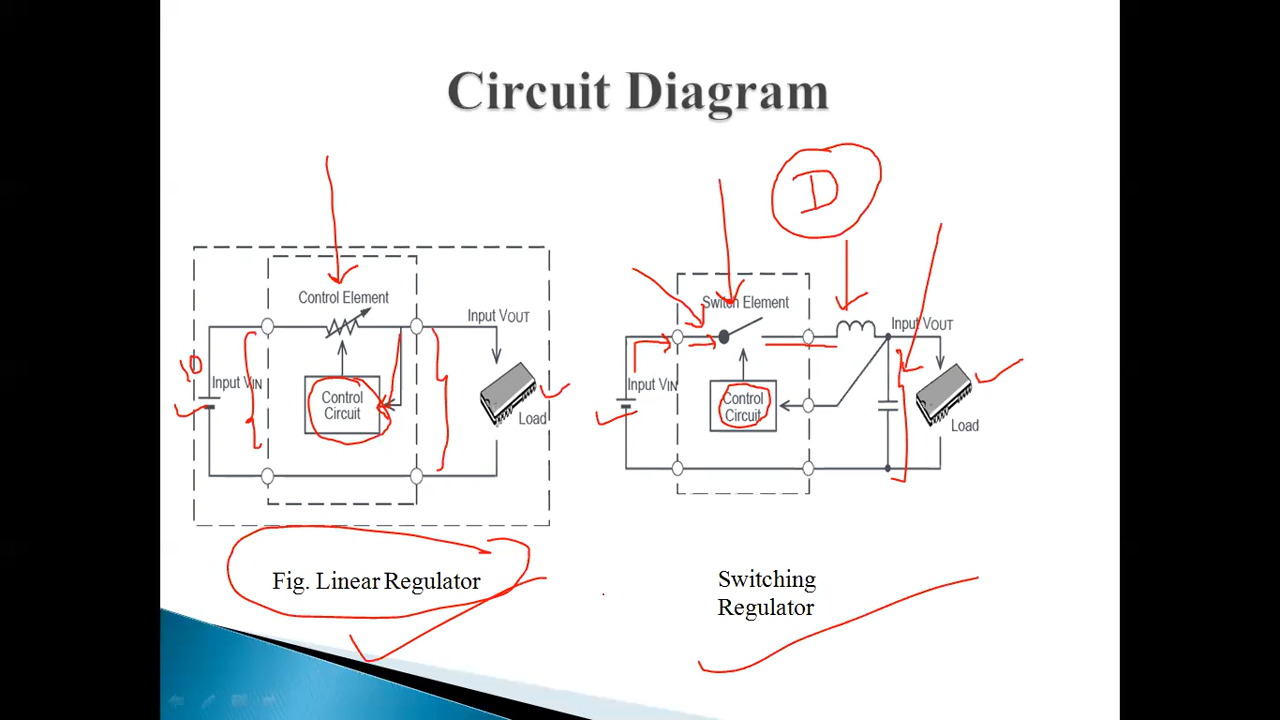 Circuit Diagram
D
Control Element
Input VOUT
10
Input VIN
Control
Circuit
Load
Fig. Linear Regulator
Switch Element
Input VOUT
Input VIN
Control
Circuit
Load
Switching
Regulator